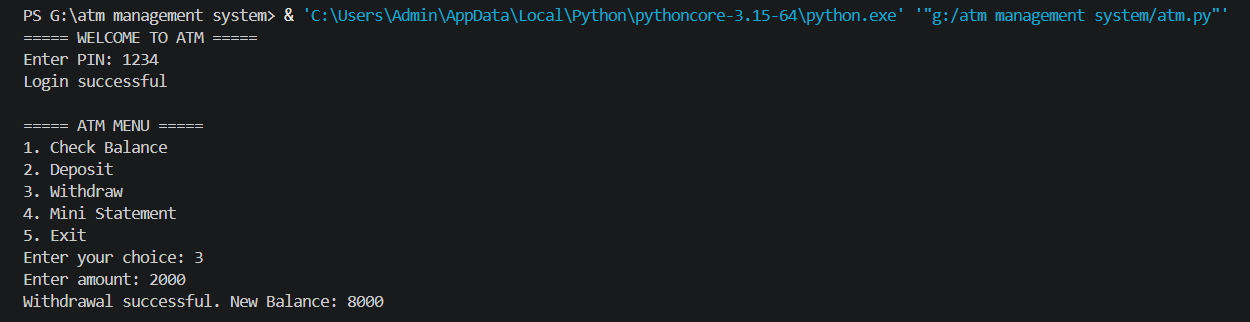 PS G:\atm management system> & 'C:\Users\Admin\AppData\Local\Python\pythoncore-3.15-64\python.exe' '"g:/atm management system/atm.py"'
===== WELCOME TO ATM =====
Enter PIN: 1234
Login successful
===== ATM MENU =====
1. Check Balance
2. Deposit
3. Withdraw
4. Mini Statement
5. Exit
Enter your choice: 3
Enter amount: 2000
Withdrawal successful. New Balance: 8000